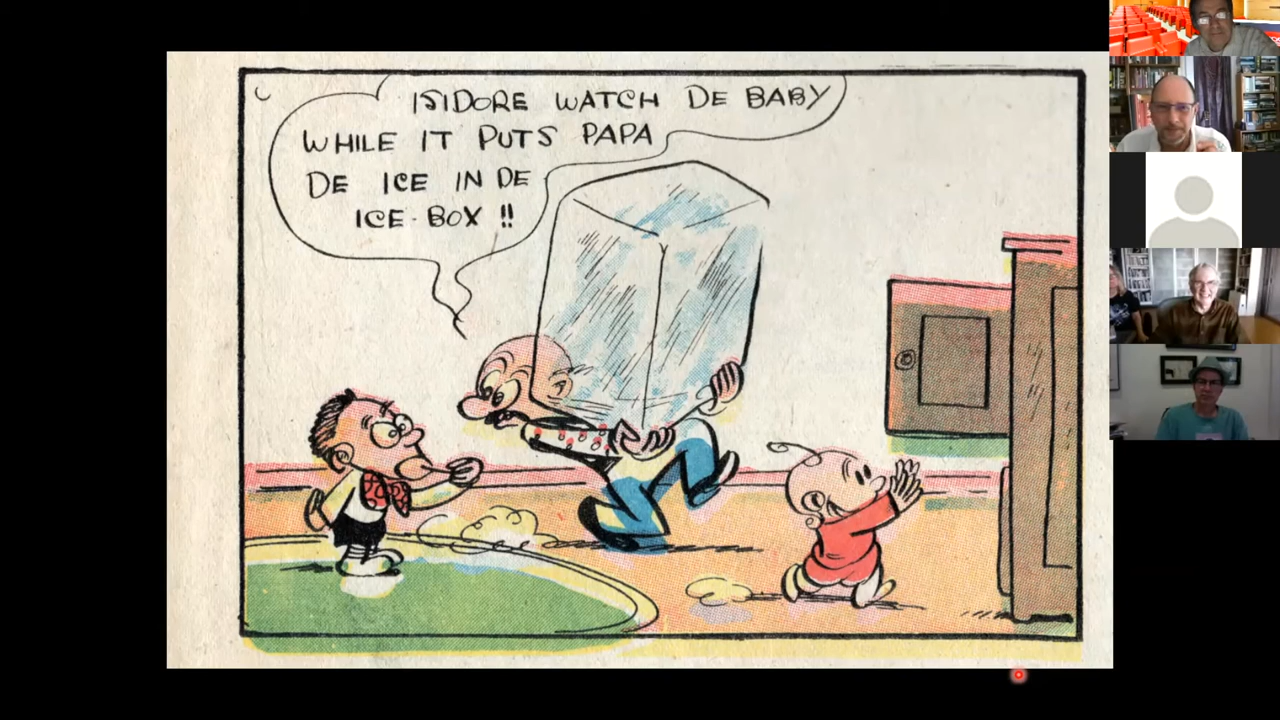 ISIDORE WATCH DE BABY
WHILE IT PUTS PAPA
DE ICE IN DE
ICE-BOX !!